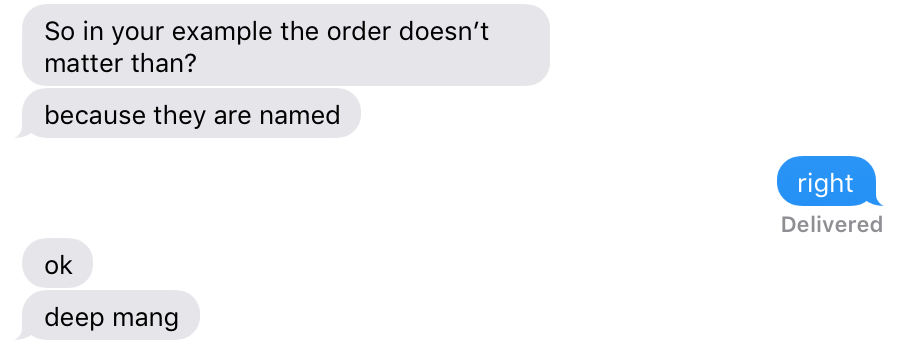 So in your example the order doesn’t
matter than?
because they are named
right
Delivered
ok
deep mang